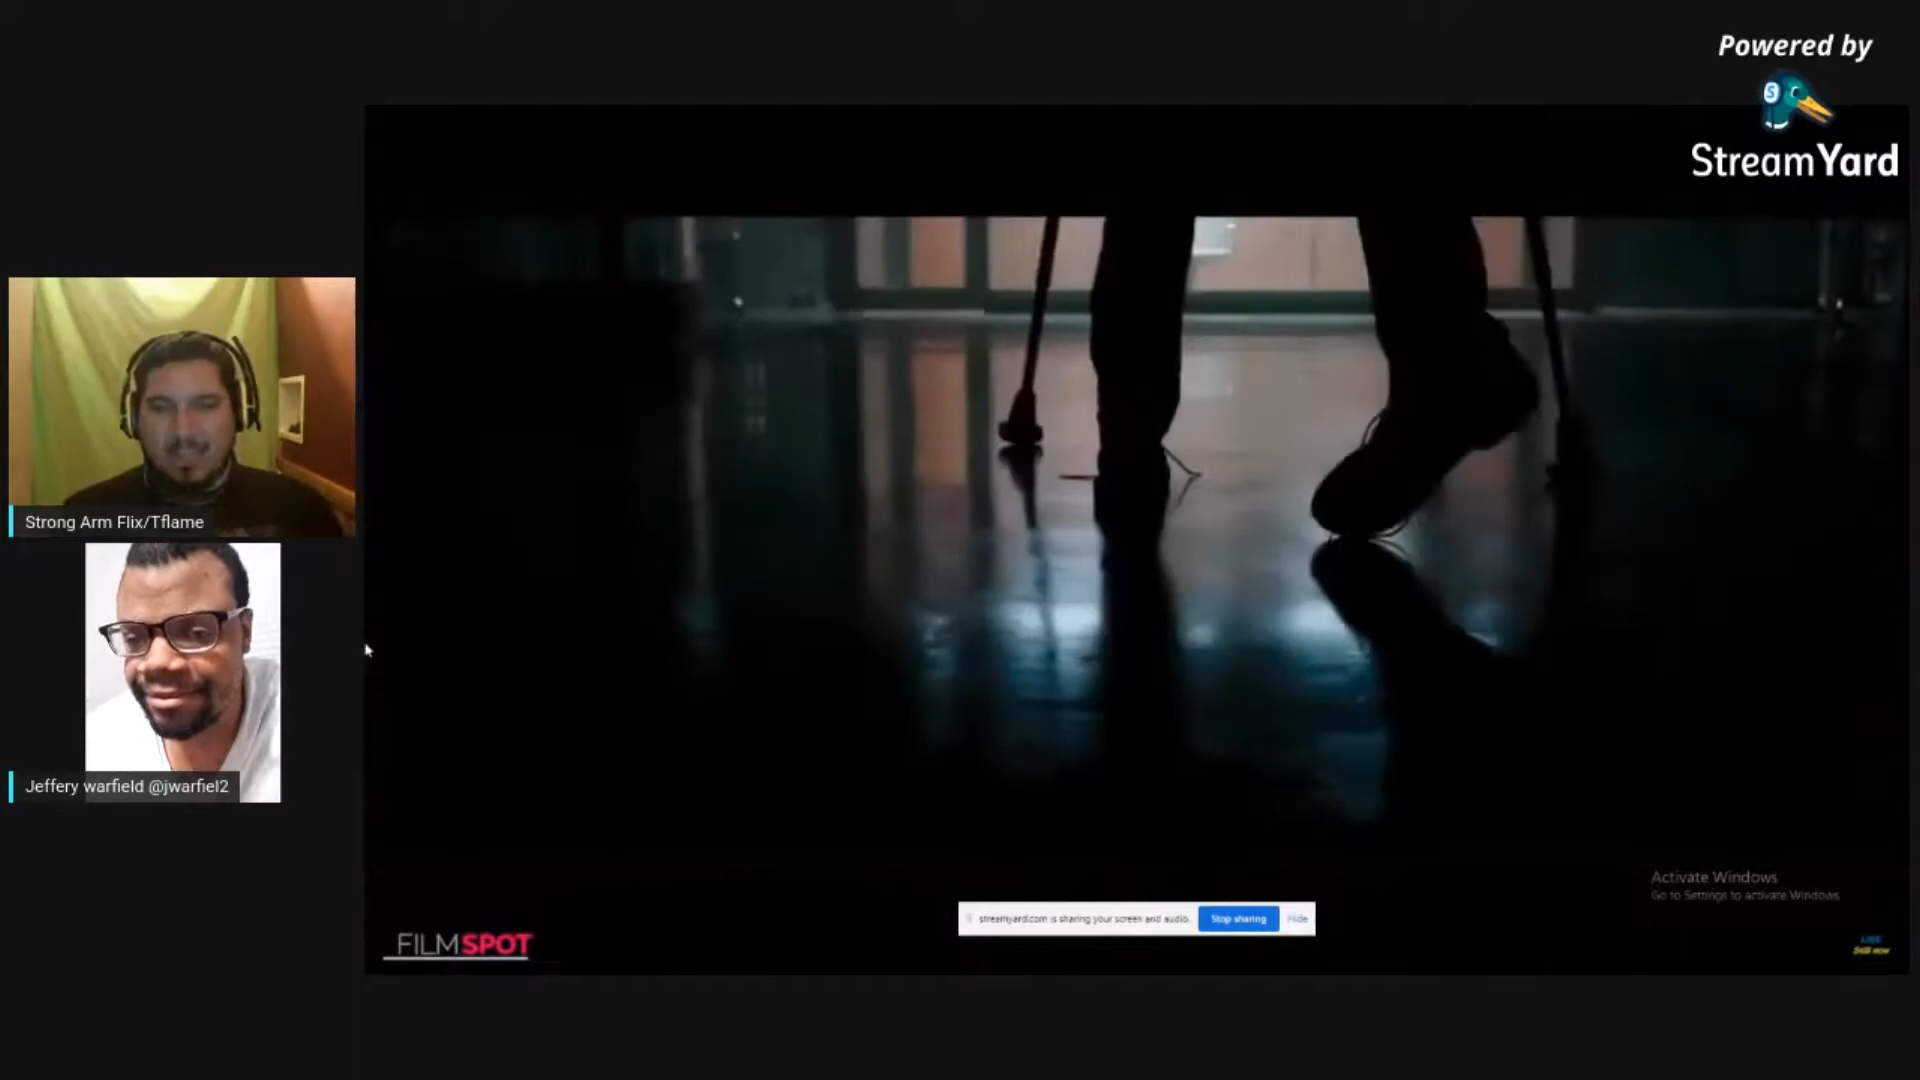 Powered by
StreamYard
Strong Arm Flix/Tflame
Jeffery warfield @jwarfiel2
Activate Windows
Go to Settings to activate Windows.
streamyard.com is sharing your screen and audio.
Stop sharing
Hide
FILMSPOT